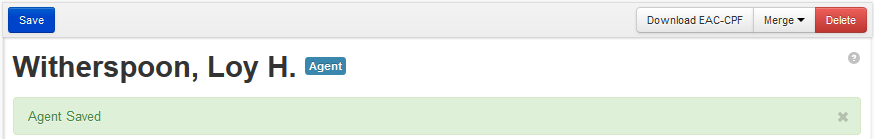 Save Download EAC-CPF Merge Delete
Witherspoon, Loy H. Agent
?
Agent Saved ×